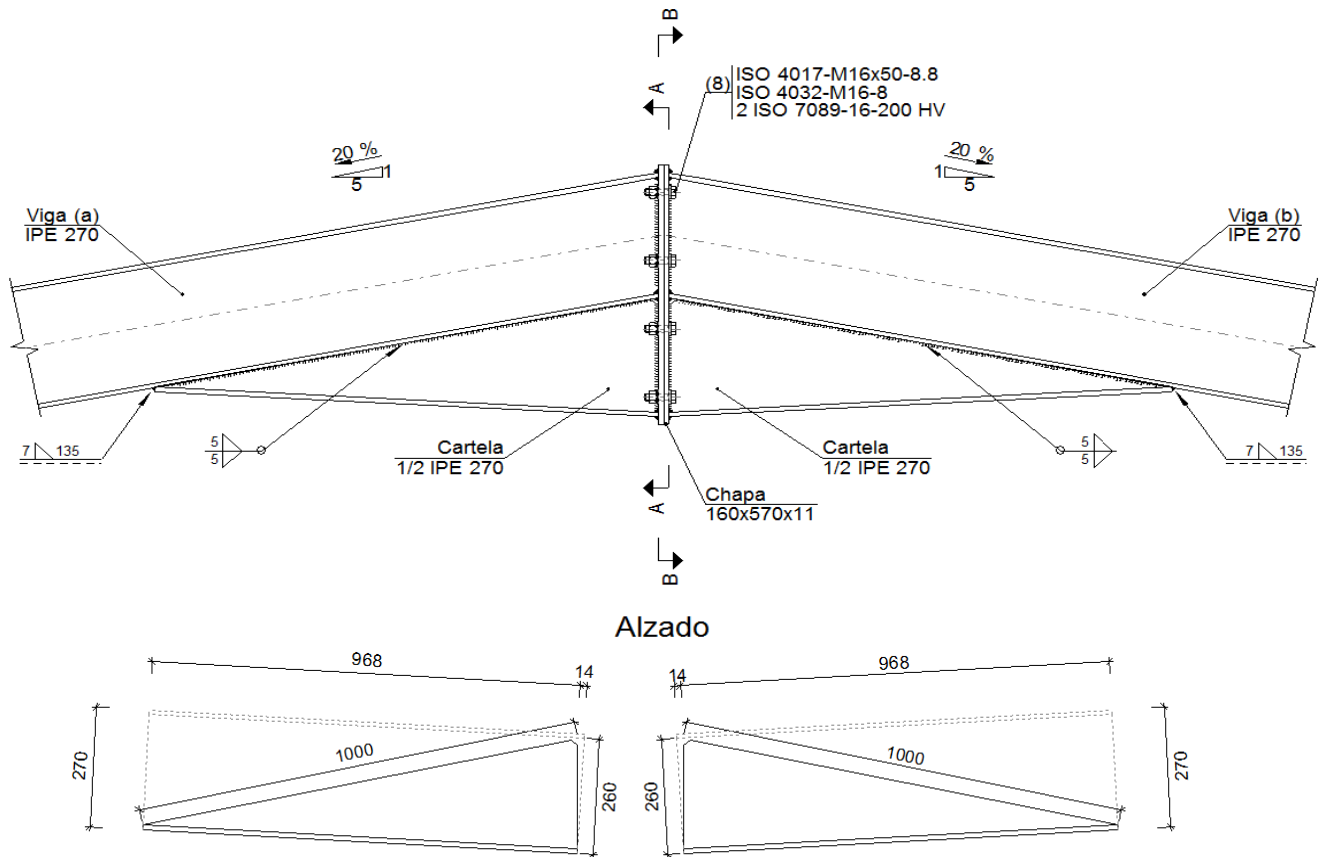 B
A
(8)
ISO 4017-M16x50-8.8
ISO 4032-M16-8
2 ISO 7089-16-200 HV
20 %
1
5
20 %
1
5
Viga (a)
IPE 270
Viga (b)
IPE 270
7 135
5
5
Cartela
1/2 IPE 270
Cartela
1/2 IPE 270
5
5
7 135
A
Chapa
160x570x11
B
Alzado
968
14
14
968
270
1000
260
260
1000
270